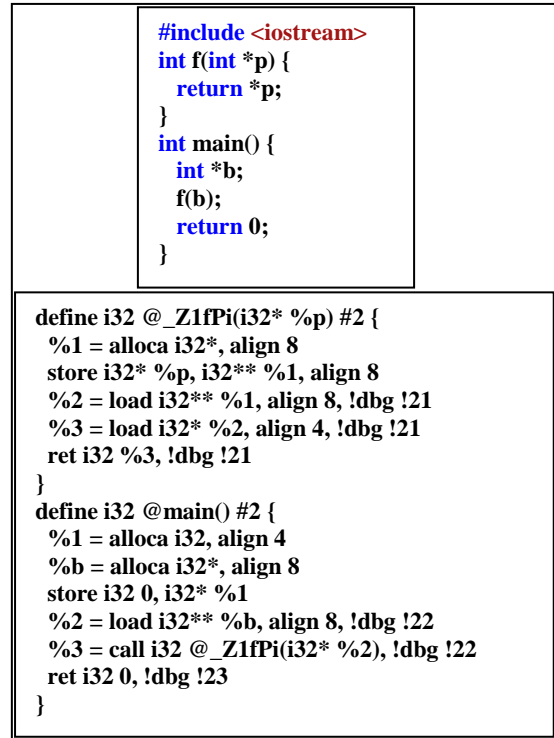 #include <iostream>
int f(int *p) {
return *p;
}
int main() {
int *b;
f(b);
return 0;
}
define i32 @_Z1fPi(i32* %p) #2 {
%1 = alloca i32*, align 8
store i32* %p, i32** %1, align 8
%2 = load i32** %1, align 8, !dbg !21
%3 = load i32* %2, align 4, !dbg !21
ret i32 %3, !dbg !21
}
define i32 @main() #2 {
%1 = alloca i32, align 4
%b = alloca i32*, align 8
store i32 0, i32* %1
%2 = load i32** %b, align 8, !dbg !22
%3 = call i32 @_Z1fPi(i32* %2), !dbg !22
ret i32 0, !dbg !23
}